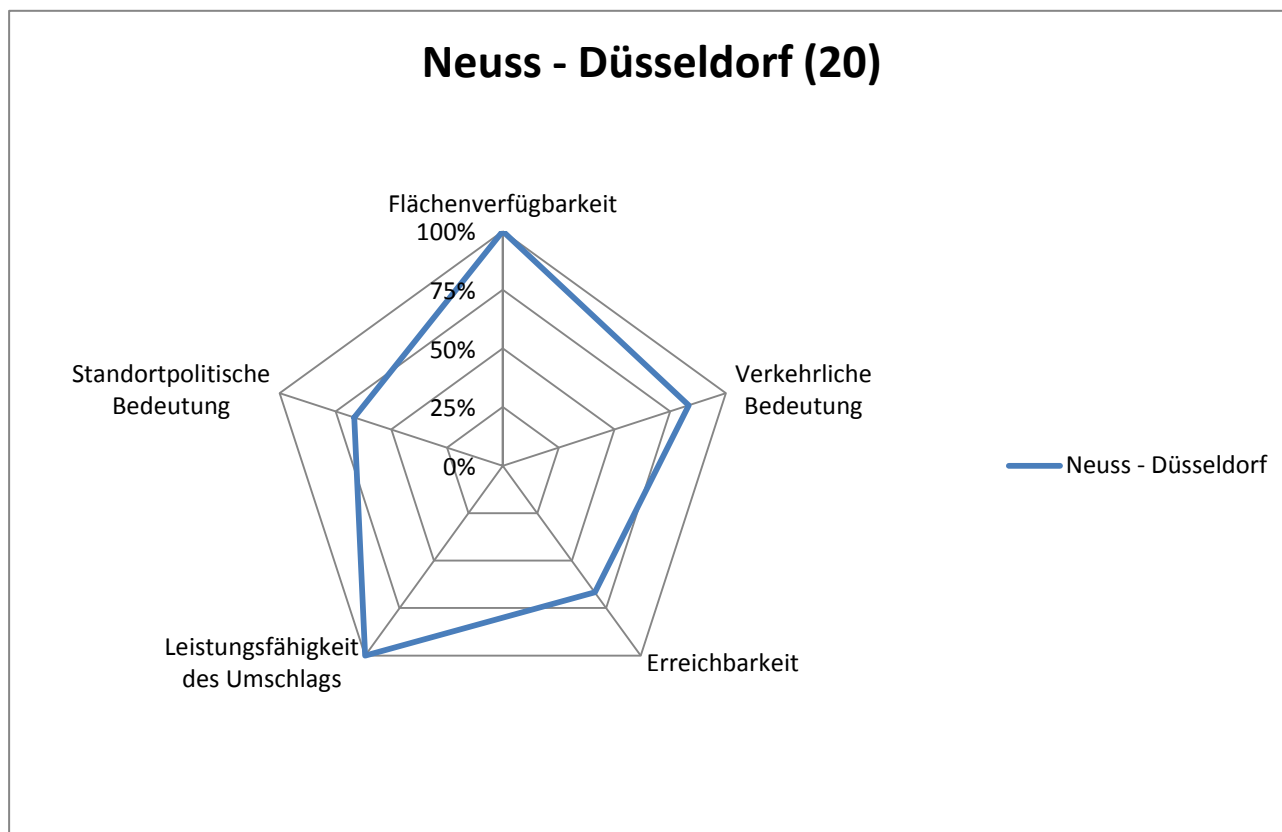 Neuss - Düsseldorf (20)
Flächenverfügbarkeit
100%
75%
50%
25%
0%
Standortpolitische
Bedeutung
Verkehrliche
Bedeutung
Neuss - Düsseldorf
Leistungsfähigkeit
des Umschlags
Erreichbarkeit